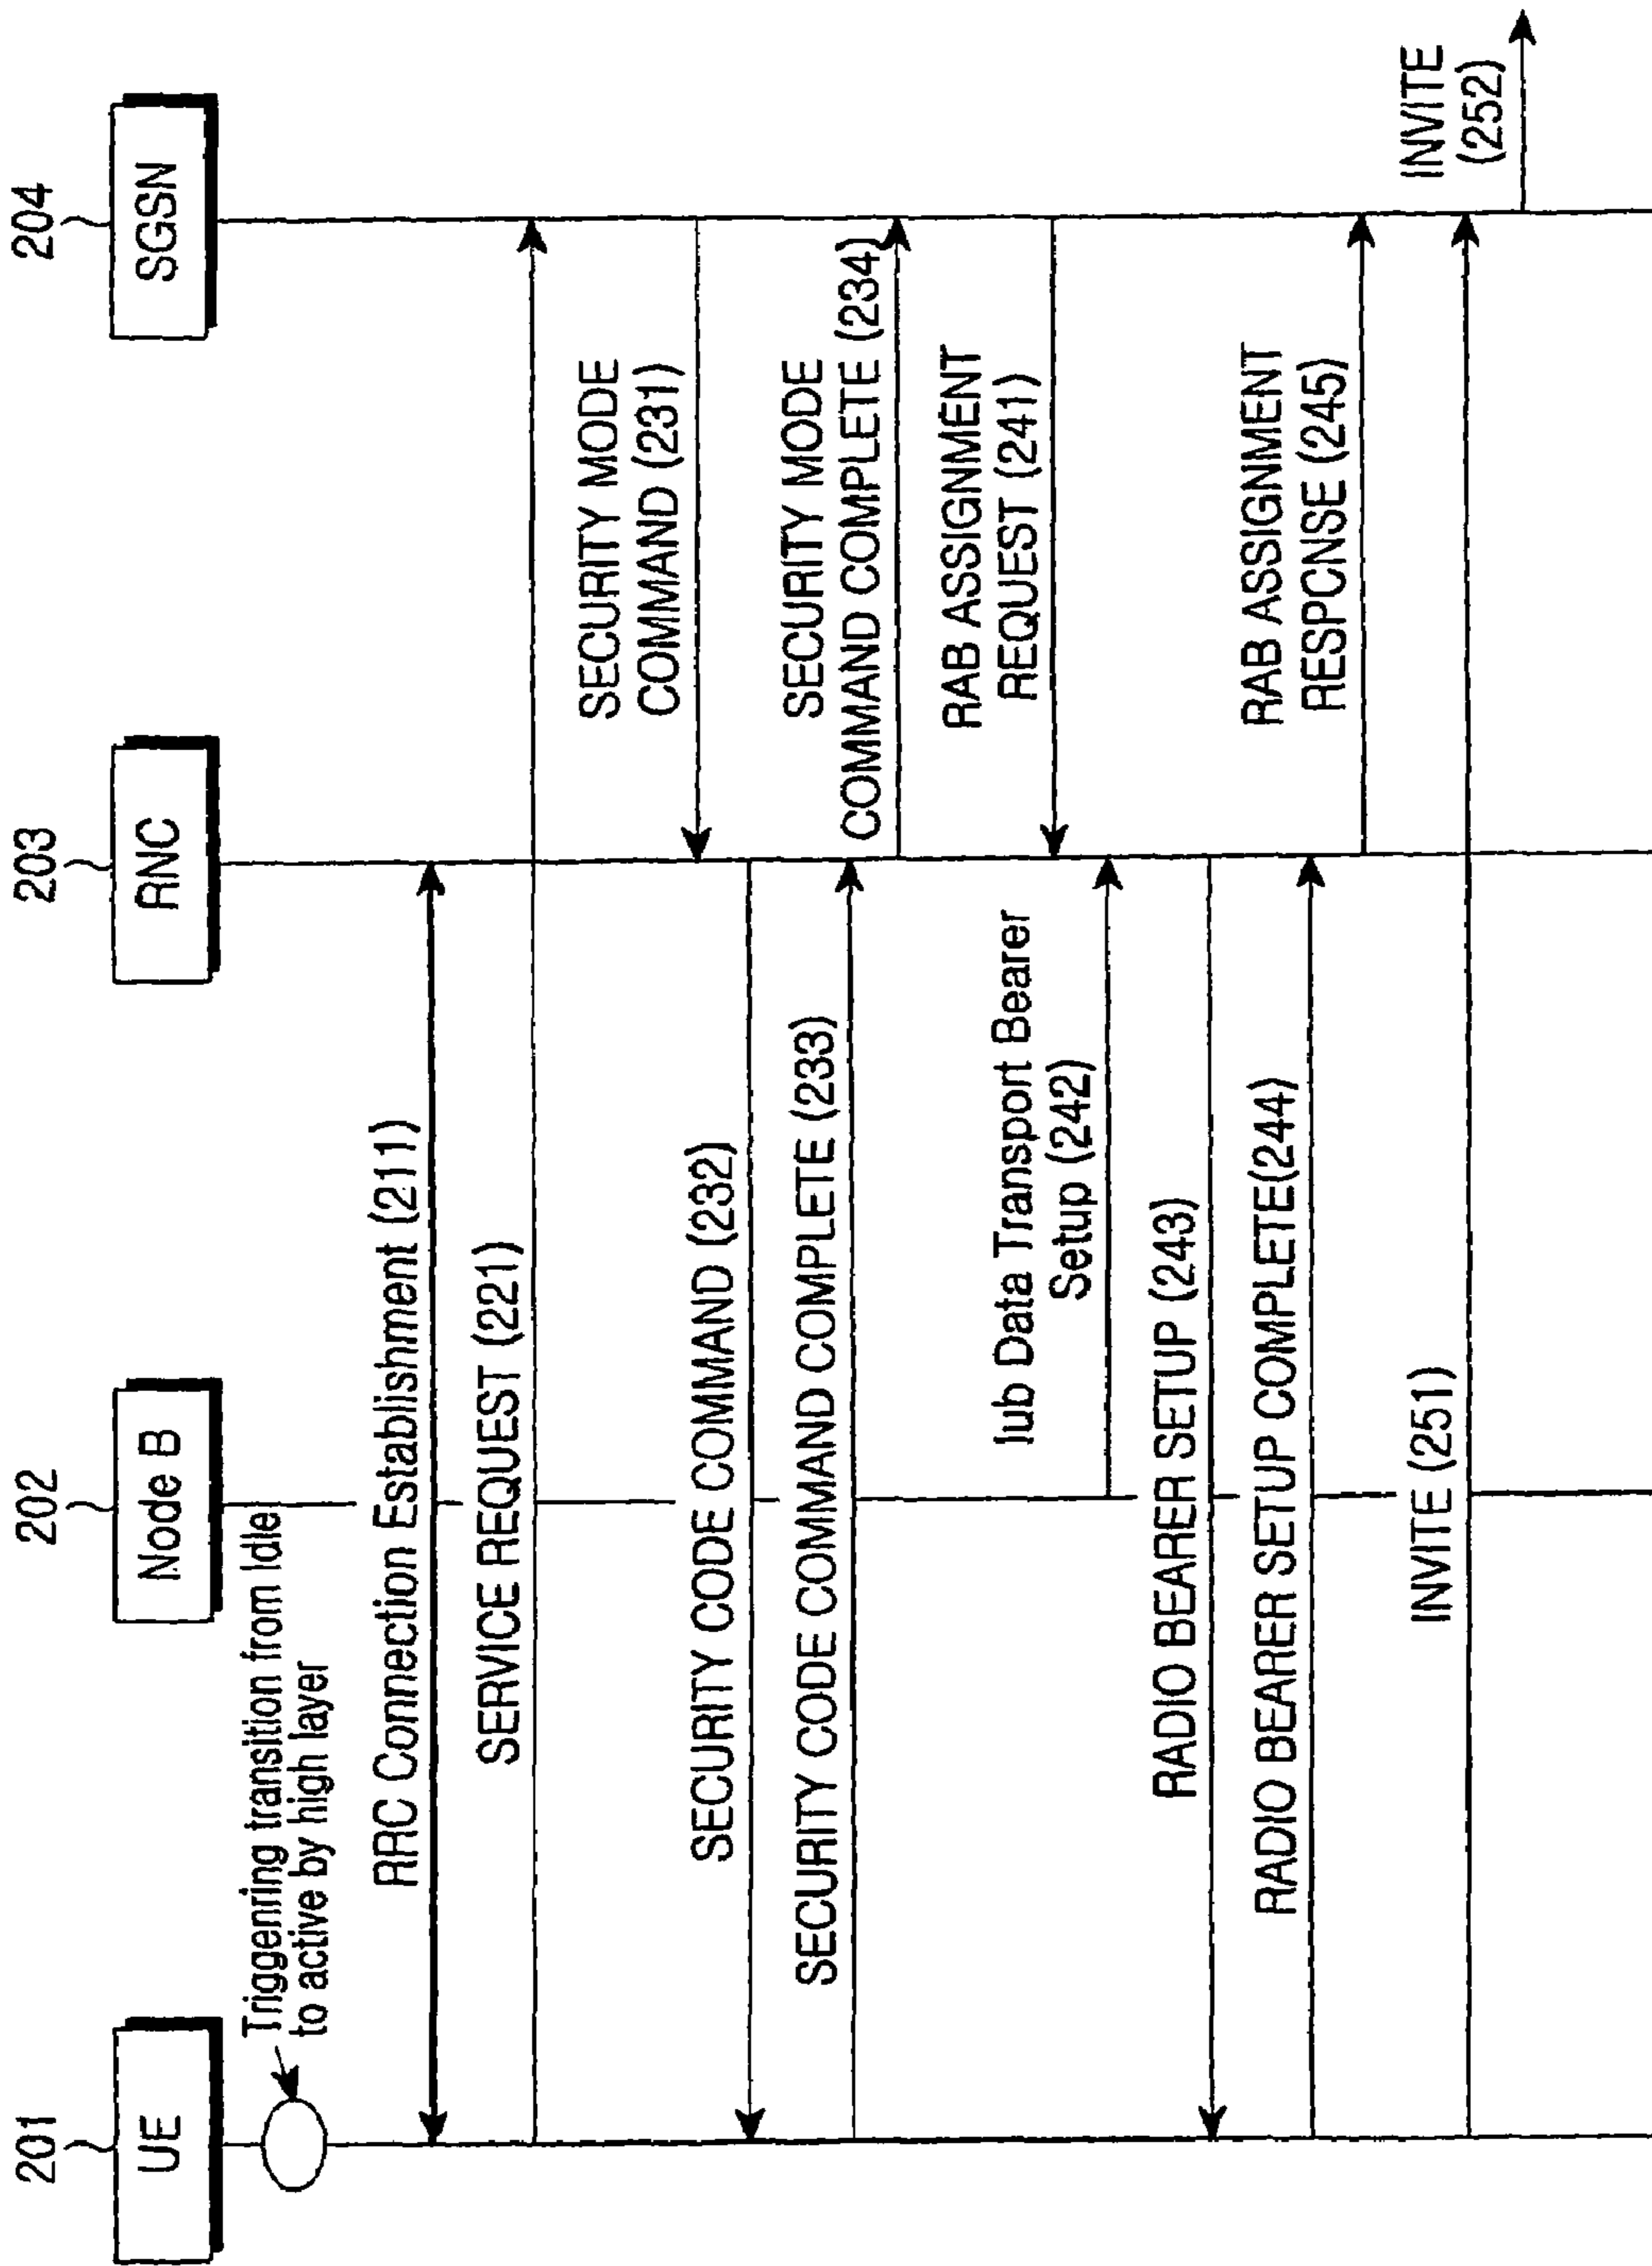 201
202
203
204
UE
Node B
RNC
SGSN
Triggenring transition from Idle
to active by high layer
RRC Connection Establishment (211)
SERVICE REQUEST (221)
SECURITY MODE
COMMAND (231)
SECURITY CODE COMMAND (232)
SECURITY CODE COMMAND COMPLETE (233)
SECURITY MODE
COMMAND COMPLETE (234)
RAB ASSIGNMENT
REQUEST (241)
Iub Data Transport Bearer
Setup (242)
RADIO BEARER SETUP (243)
RADIO BEARER SETUP COMPLETE(244)
RAB ASSIGNMENT
RESPCNSE (245)
INVITE (251)
INVITE
(252)